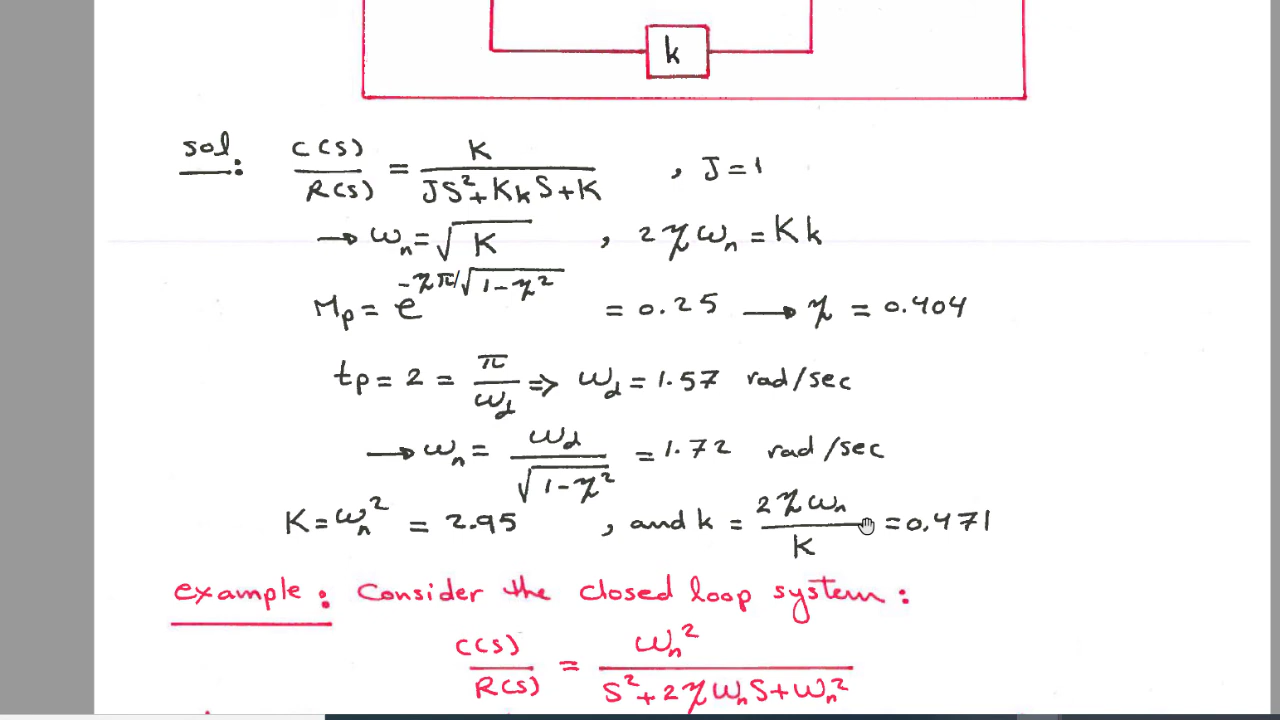 k
sol: C(S)/R(S) = K/(JS²+KkS+K) , J=1
→ ωn=√K , 2ζωn=Kk
Mp= e^(-ζπ/√(1-ζ²)) = 0.25 → ζ = 0.404
tp= 2 = π/ωd ⇒ ωd=1.57 rad/sec
→ ωn= ωd/√(1-ζ²) =1.72 rad/sec
K=ωn² = 2.95 , and k = 2ζωn/K =0.471
example: Consider the closed loop system:
C(S)/R(S) = ωn²/(S²+2ζωnS+ωn²)